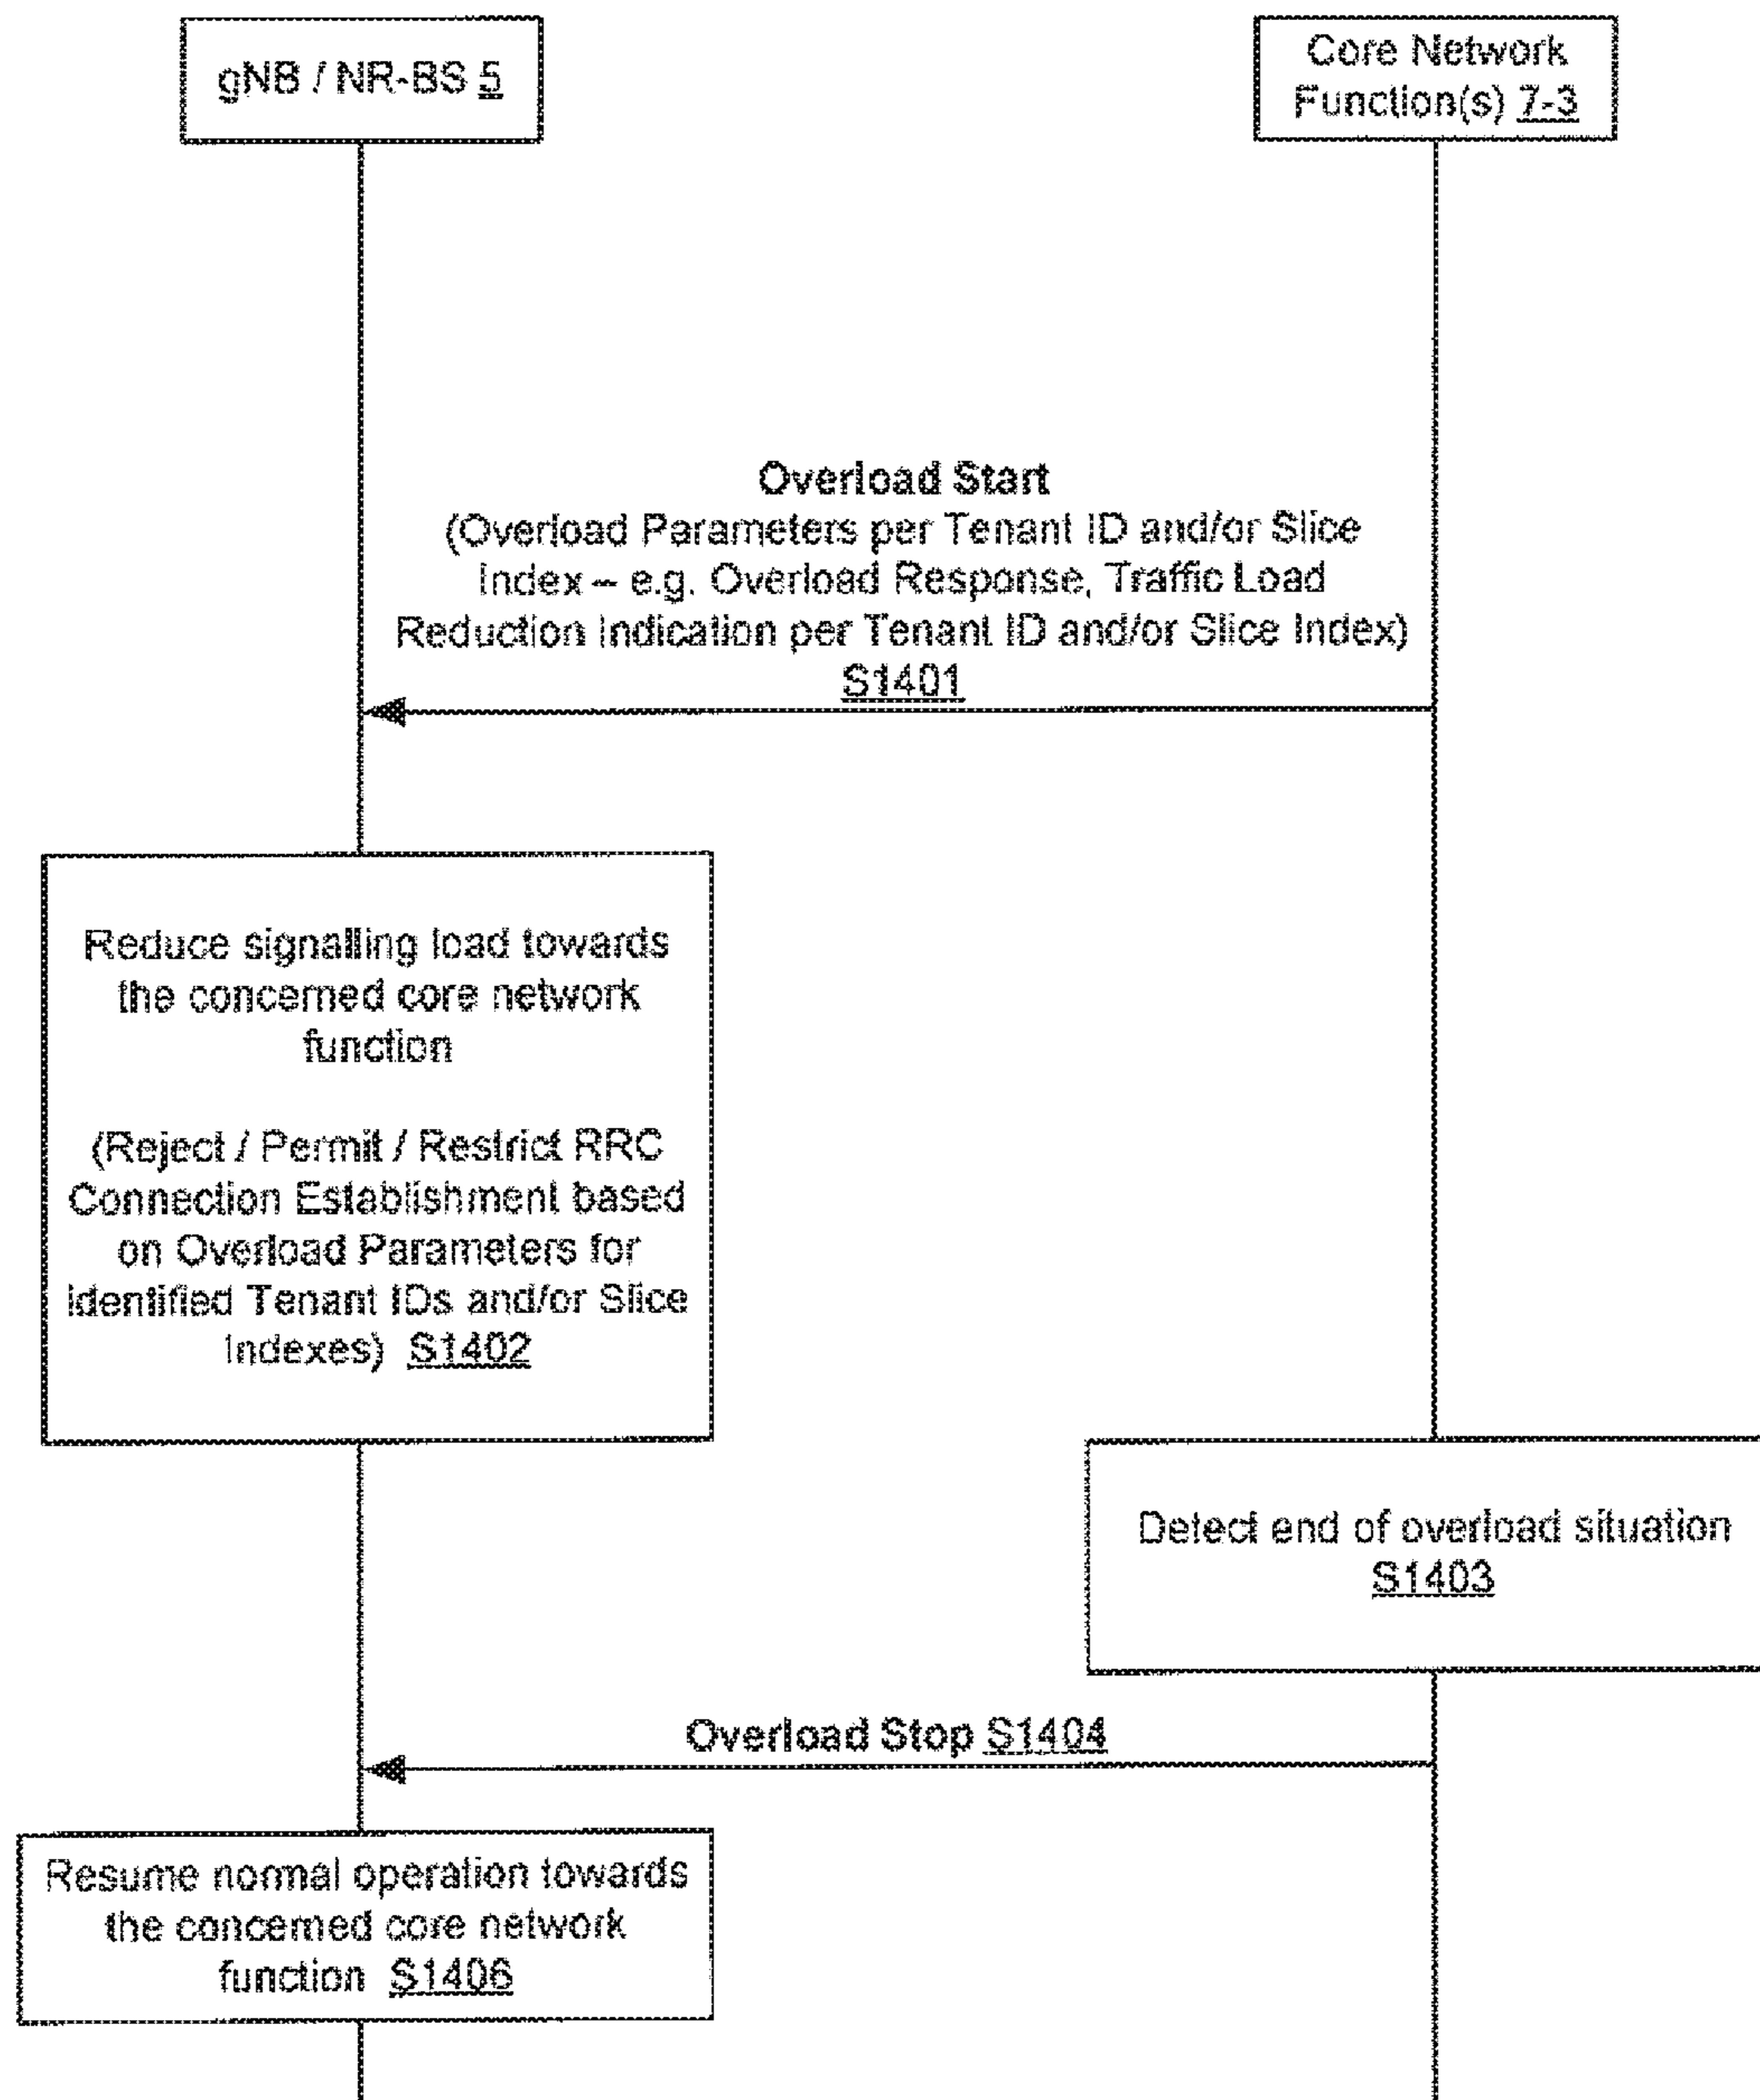 gNB / NR-BS 5
Core Network
Function(s) 7-3
Overload Start
(Overload Parameters per Tenant ID and/or Slice
Index – e.g. Overload Response, Traffic Load
Reduction Indication per Tenant ID and/or Slice Index)
S1401
Reduce signalling load towards
the concerned core network
function
(Reject / Permit / Restrict RRC
Connection Establishment based
on Overload Parameters for
identified Tenant IDs and/or Slice
Indexes) S1402
Detect end of overload situation
S1403
Overload Stop S1404
Resume normal operation towards
the concerned core network
function S1406